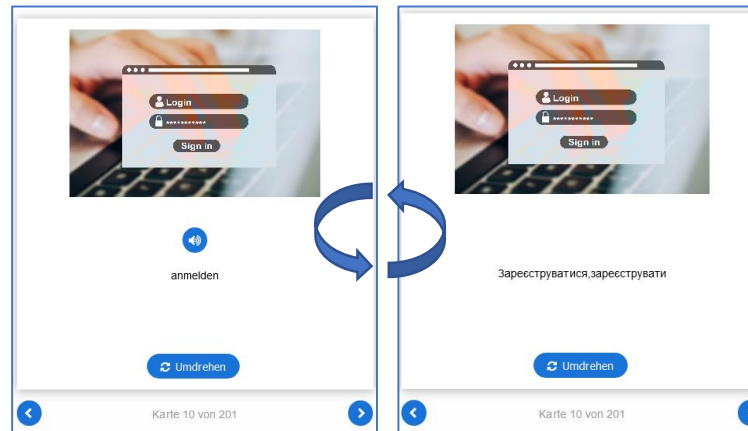 Login
***********
Sign in
anmelden
Umdrehen
Karte 10 von 201
Login
***********
Sign in
Зареєструватися,зареєструвати
Umdrehen
Karte 10 von 201